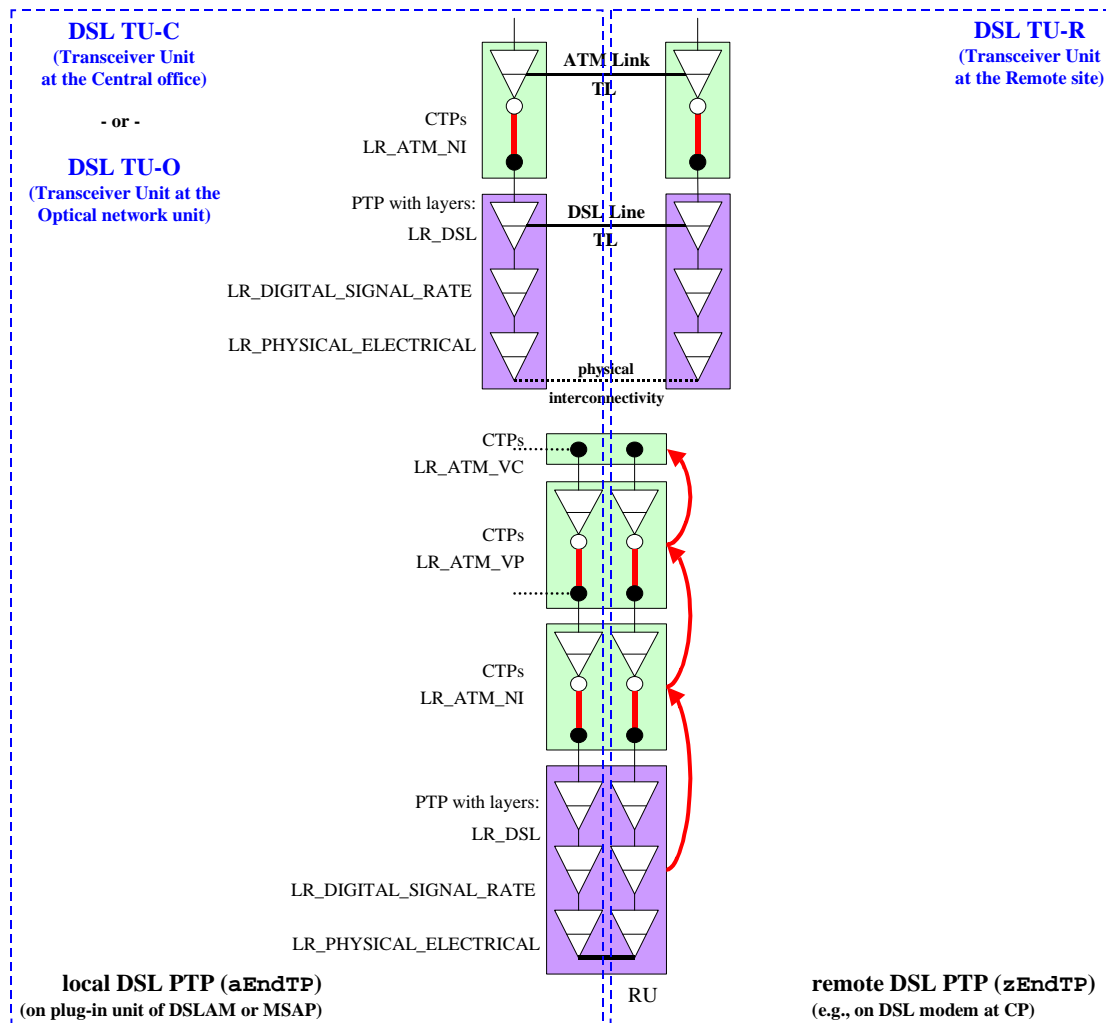 DSL TU-C
(Transceiver Unit
at the Central office)
- or -
DSL TU-O
(Transceiver Unit at the
Optical network unit)
DSL TU-R
(Transceiver Unit
at the Remote site)
ATM Link
TL
CTPs
LR_ATM_NI
PTP with layers:
LR_DSL
DSL Line
TL
LR_DIGITAL_SIGNAL_RATE
LR_PHYSICAL_ELECTRICAL
physical
interconnectivity
CTPs
LR_ATM_VC
CTPs
LR_ATM_VP
CTPs
LR_ATM_NI
PTP with layers:
LR_DSL
LR_DIGITAL_SIGNAL_RATE
LR_PHYSICAL_ELECTRICAL
RU
local DSL PTP (aEndTP)
(on plug-in unit of DSLAM or MSAP)
remote DSL PTP (zEndTP)
(e.g., on DSL modem at CP)